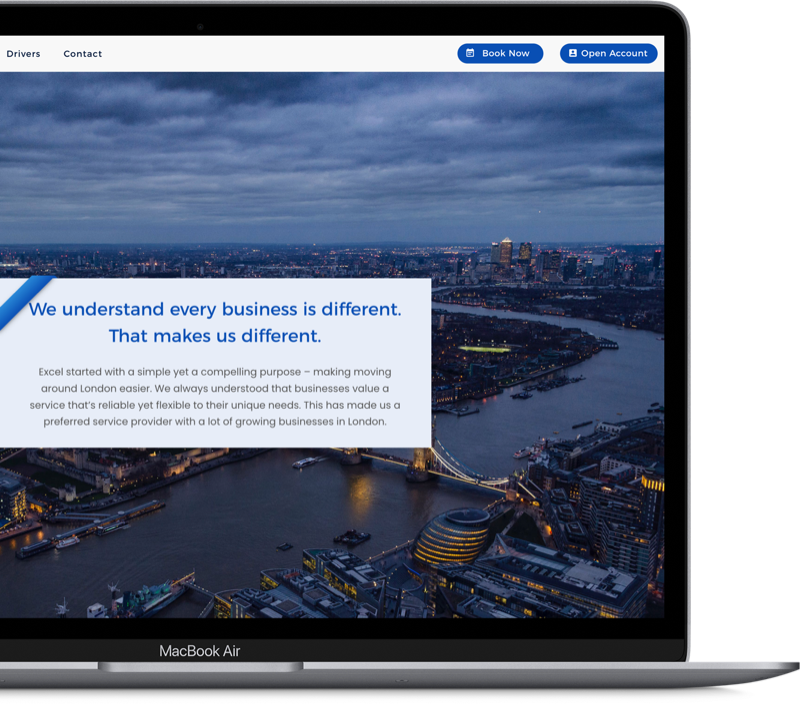 Drivers
Contact
Book Now
Open Account
We understand every business is different.
That makes us different.
Excel started with a simple yet a compelling purpose – making moving
around London easier. We always understood that businesses value a
service that's reliable yet flexible to their unique needs. This has made us a
preferred service provider with a lot of growing businesses in London.
MacBook Air